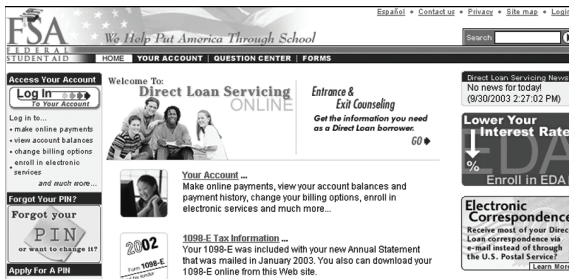 Español • Contact us • Privacy • Site map • Login
FSA
We Help Put America Through School
FEDERAL
STUDENT AID
Search
HOME YOUR ACCOUNT | QUESTION CENTER | FORMS
Access Your Account
Log In
To Your Account
Log in to...
• make online payments
• view account balances
• change billing options
• enroll in electronic
services
and much more...
Forgot Your PIN?
Forgot your
PIN
or want to change it?
Apply For A PIN
Welcome To:
Direct Loan Servicing
ONLINE
Entrance &
Exit Counseling
Get the information you need
as a Direct Loan borrower.
GO
Your Account ...
Make online payments, view your account balances and
payment history, change your billing options, enroll in
electronic services and much more...
2002
Form 1098-E
1098-E Tax Information ...
Your 1098-E was included with your new Annual Statement
that was mailed in January 2003. You also can download your
1098-E online from this Web site.
Direct Loan Servicing News
No news for today!
(9/30/2003 2:27:02 PM)
Lower Your
Interest Rate
EDA
%
Enroll in EDA
Electronic
Correspondence
Receive most of your Direc
Loan correspondence via
e-mail instead of through
the U.S. Postal Service?
Learn More